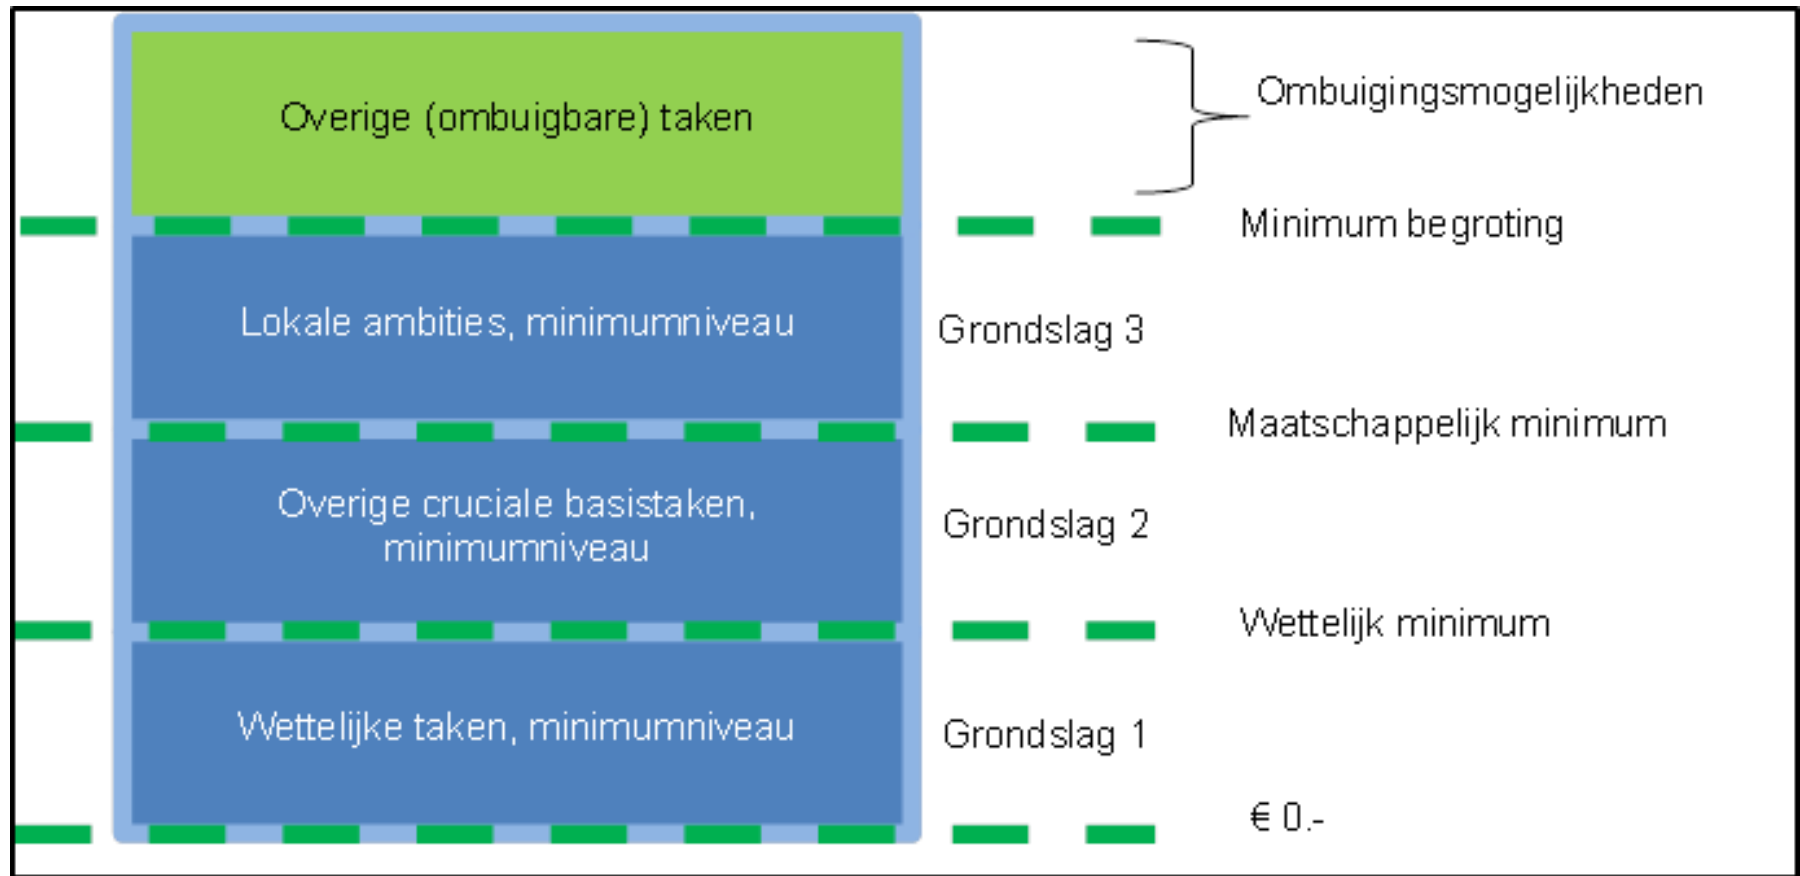 Overige (ombuigbare) taken
Ombuigingsmogelijkheden
Minimum begroting
Lokale ambities, minimumniveau
Grondslag 3
Maatschappelijk minimum
Overige cruciale basistaken,
minimumniveau
Grondslag 2
Wettelijk minimum
Wettelijke taken, minimumniveau
Grondslag 1
€ 0.-